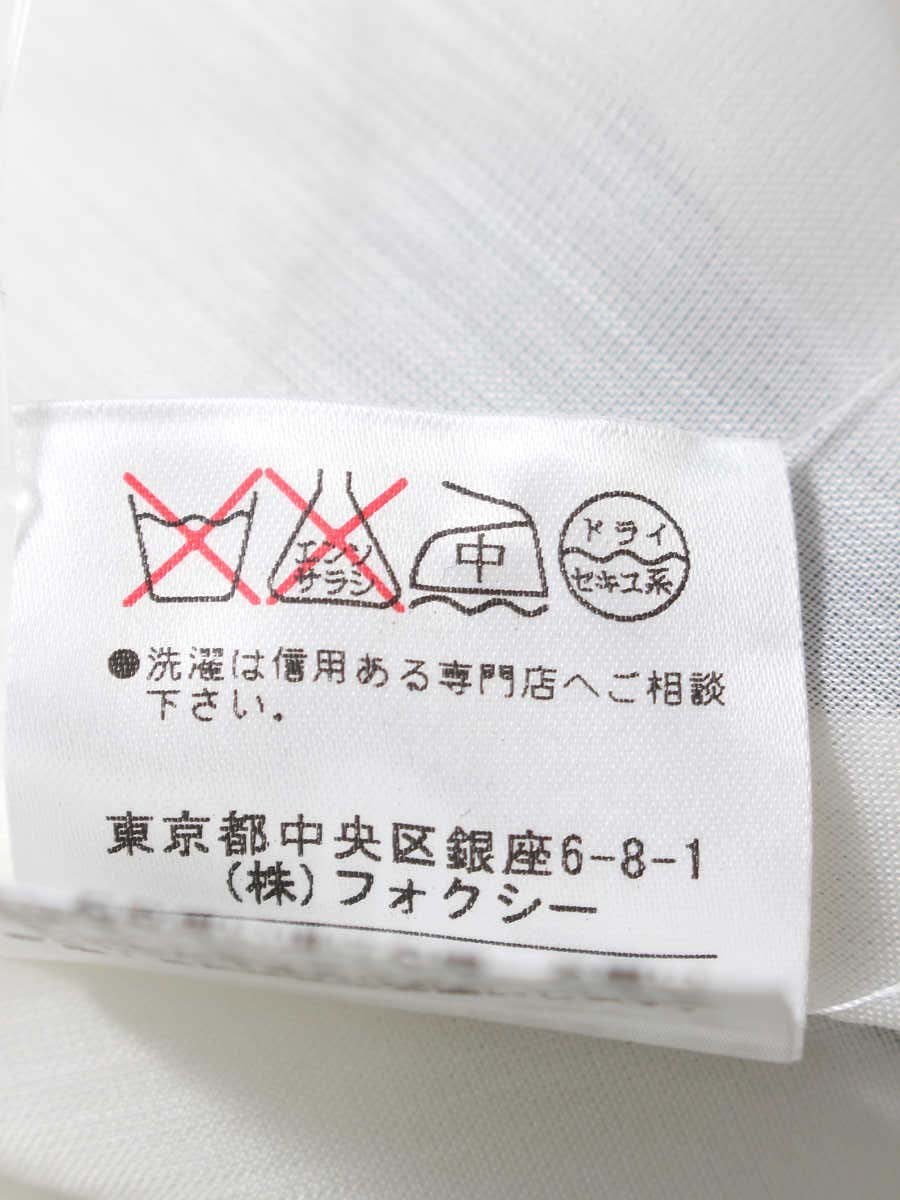 エンソ
サラシ
中
ドライ
セキユ系
●洗濯は信用ある専門店へご相談
下さい。
東京都中央区銀座6-8-1
(株)フォクシー